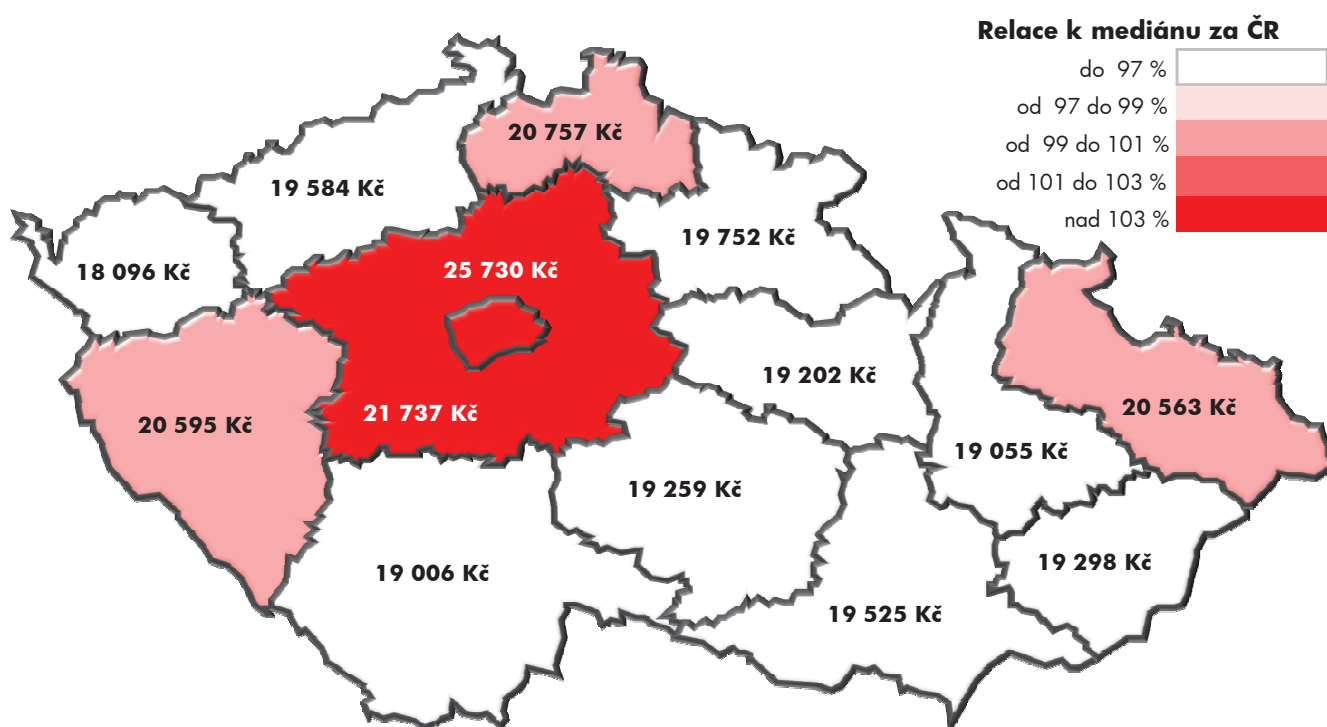 Relace k mediánu za ČR
do 97 %
od 97 do 99 %
od 99 do 101 %
od 101 do 103 %
nad 103 %
20 757 Kč
19 584 Kč
19 752 Kč
18 096 Kč
25 730 Kč
19 202 Kč
21 737 Kč
20 595 Kč
20 563 Kč
19 055 Kč
19 259 Kč
19 298 Kč
19 006 Kč
19 525 Kč